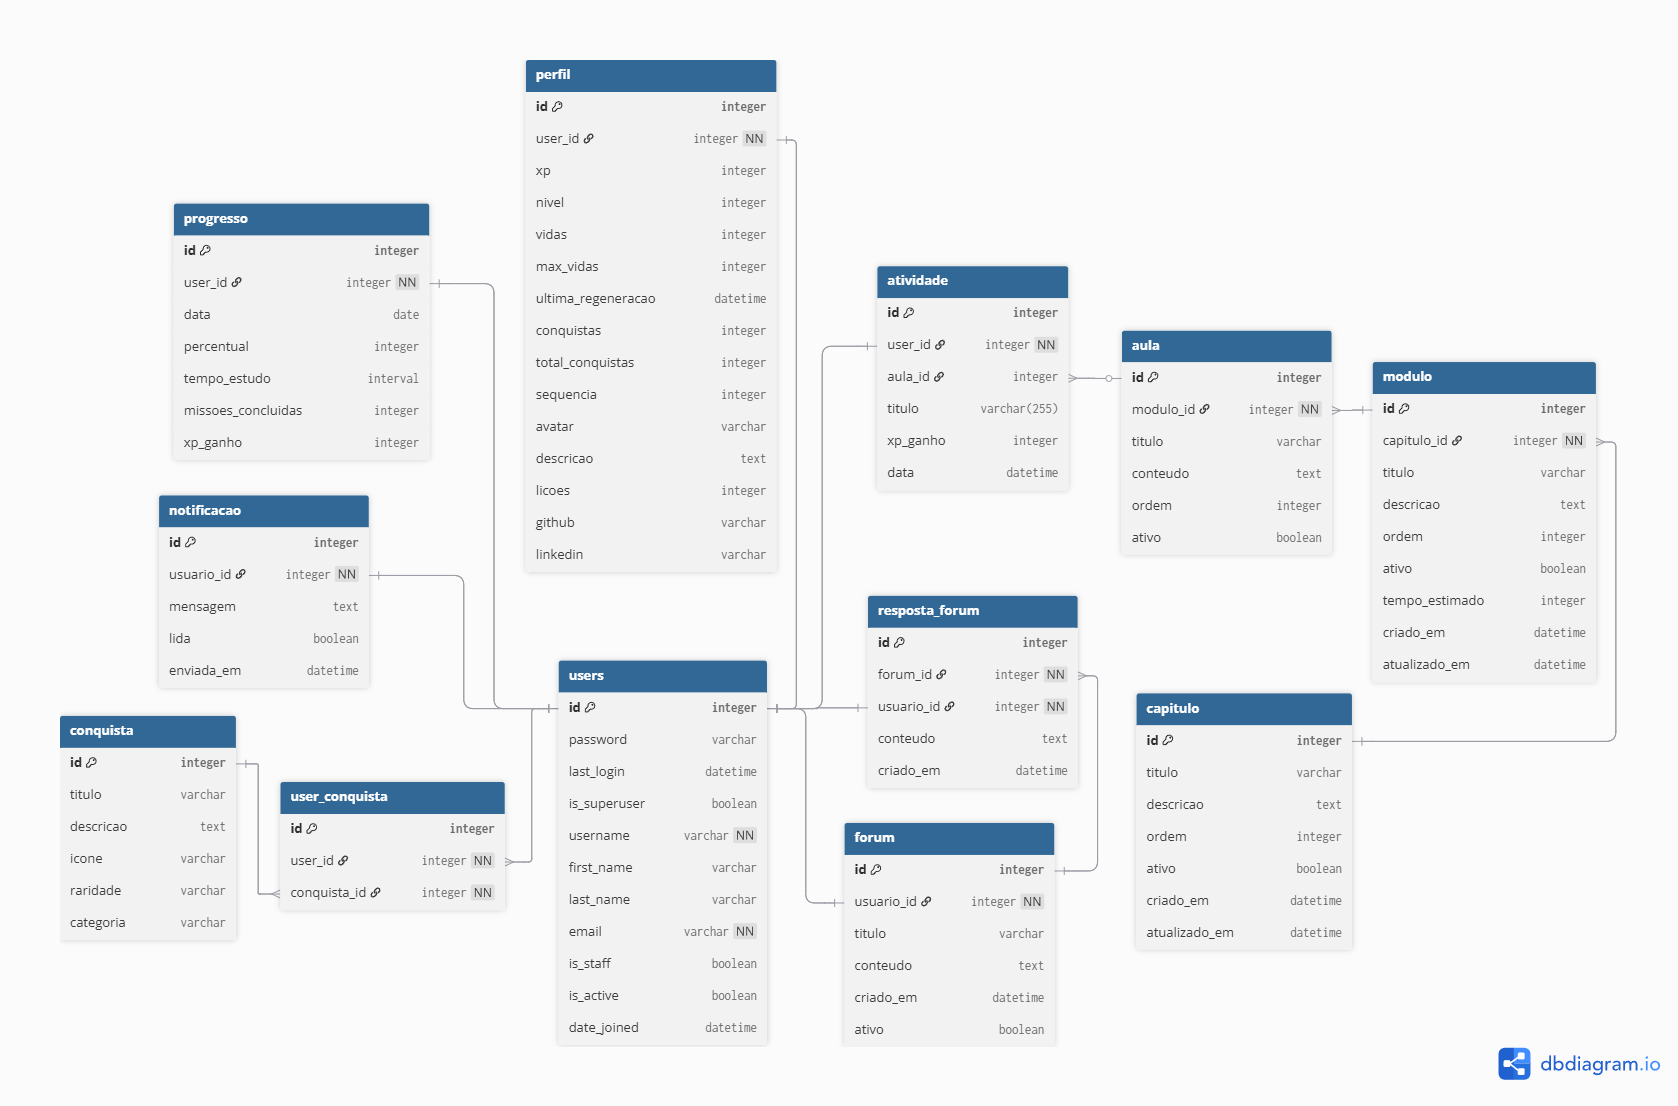 perfil
id integer
user_id integer NN
xp integer
nivel integer
vidas integer
max_vidas integer
ultima_regeneracao datetime
conquistas integer
total_conquistas integer
sequencia integer
avatar varchar
descricao text
licoes integer
github varchar
linkedin varchar
progresso
id integer
user_id integer NN
data date
percentual integer
tempo_estudo interval
missoes_concluidas integer
xp_ganho integer
atividade
id integer
user_id integer NN
aula_id integer
titulo varchar(255)
xp_ganho integer
data datetime
aula
id integer
modulo_id integer NN
titulo varchar
conteudo text
ordem integer
ativo boolean
modulo
id integer
capitulo_id integer NN
titulo varchar
descricao text
ordem integer
ativo boolean
tempo_estimado integer
criado_em datetime
atualizado_em datetime
notificacao
id integer
usuario_id integer NN
mensagem text
lida boolean
enviada_em datetime
resposta_forum
id integer
forum_id integer NN
usuario_id integer NN
conteudo text
criado_em datetime
users
id integer
password varchar
last_login datetime
is_superuser boolean
username varchar NN
first_name varchar
last_name varchar
email varchar NN
is_staff boolean
is_active boolean
date_joined datetime
capitulo
id integer
titulo varchar
descricao text
ordem integer
ativo boolean
criado_em datetime
atualizado_em datetime
conquista
id integer
titulo varchar
descricao text
icone varchar
raridade varchar
categoria varchar
user_conquista
id integer
user_id integer NN
conquista_id integer NN
forum
id integer
usuario_id integer NN
titulo varchar
conteudo text
criado_em datetime
ativo boolean
dbdiagram.io